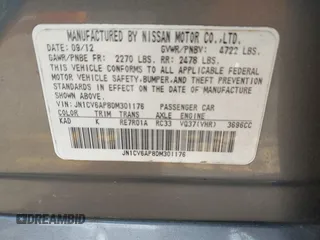 MANUFACTURED BY NISSAN MOTOR CO.,LTD.
DATE: 09/12 GVWR/PNBV: 4722 LBS.
GAWR/PNBE FR: 2270 LBS. RR: 2478 LBS.
THIS VEHICLE CONFORMS TO ALL APPLICABLE FEDERAL
MOTOR VEHICLE SAFETY,BUMPER,AND THEFT PREVENTION
STANDARDS IN EFFECT ON THE DATE OF MANUFACTURE
SHOWN ABOVE.
VIN: JN1CV6AP8DM301176 PASSENGER CAR
COLOR TRIM TRANS AXLE ENGINE
KAD K RE7R01A RC33 VQ37(VHR) 3696CC
JN1CV6AP8DM301176
DREAMBID